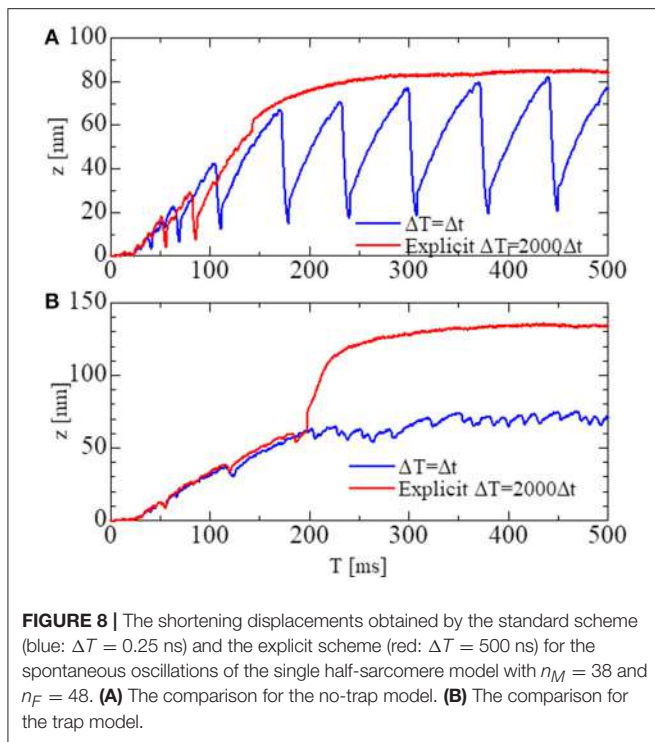 A
100
80
60
40
20
0
z [nm]
ΔT=Δt
Explicit ΔT=2000Δt
0 100 200 300 400 500
B
150
100
50
0
z [nm]
ΔT=Δt
Explicit ΔT=2000Δt
0 100 200 300 400 500
T [ms]
FIGURE 8 | The shortening displacements obtained by the standard scheme
(blue: ΔT = 0.25 ns) and the explicit scheme (red: ΔT = 500 ns) for the
spontaneous oscillations of the single half-sarcomere model with n_M = 38 and
n_F = 48. (A) The comparison for the no-trap model. (B) The comparison for
the trap model.